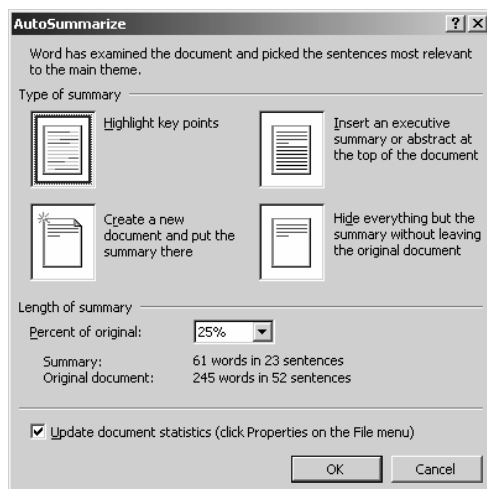 AutoSummarize
Word has examined the document and picked the sentences most relevant
to the main theme.
Type of summary
Highlight key points
Insert an executive
summary or abstract at
the top of the document
Create a new
document and put the
summary there
Hide everything but the
summary without leaving
the original document
Length of summary
Percent of original: 25%
Summary: 61 words in 23 sentences
Original document: 245 words in 52 sentences
Update document statistics (click Properties on the File menu)
OK Cancel